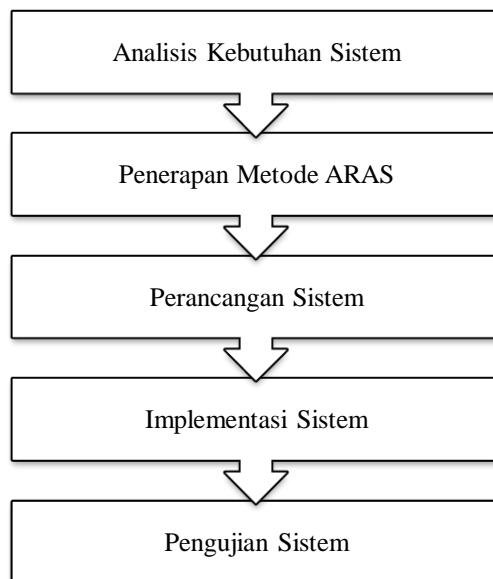 Analisis Kebutuhan Sistem
Penerapan Metode ARAS
Perancangan Sistem
Implementasi Sistem
Pengujian Sistem